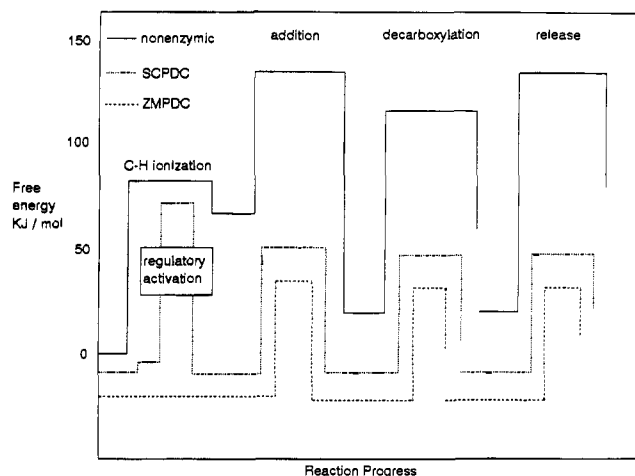 150
nonenzymic
addition
decarboxylation
release
SCPDC
ZMPDC
100
C-H ionization
Free
energy
KJ / mol
50
regulatory
activation
0
Reaction Progress